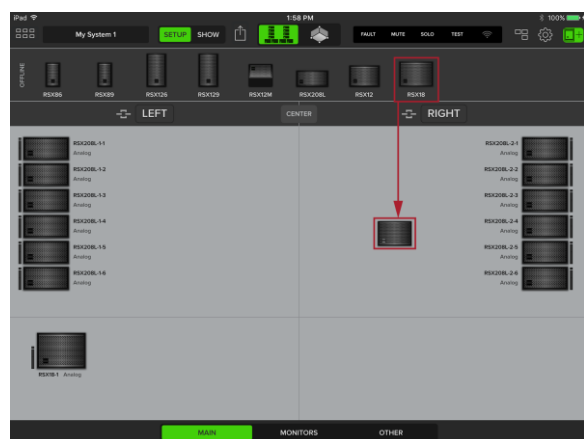 iPad 1:58 PM 100%
My System 1 SETUP SHOW FAULT MUTE SOLO TEST
OFFLINE
RSX86 RSX89 RSX126 RSX129 RSX12M RSX208L RSX12 RSX18
LEFT CENTER RIGHT
RSX208L-1-1
Analog
RSX208L-1-2
Analog
RSX208L-1-3
Analog
RSX208L-1-4
Analog
RSX208L-1-5
Analog
RSX208L-1-6
Analog
RSX208L-2-1
Analog
RSX208L-2-2
Analog
RSX208L-2-3
Analog
RSX208L-2-4
Analog
RSX208L-2-5
Analog
RSX208L-2-6
Analog
RSX18-1 Analog
MAIN MONITORS OTHER